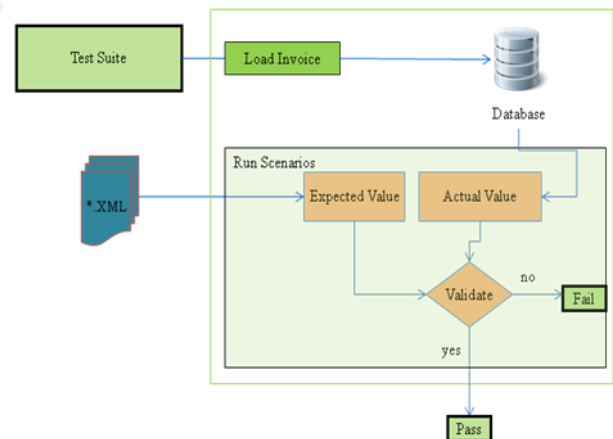 Test Suite
Load Invoice
Database
Run Scenarios
*.XML
Expected Value
Actual Value
Validate
no
Fail
yes
Pass